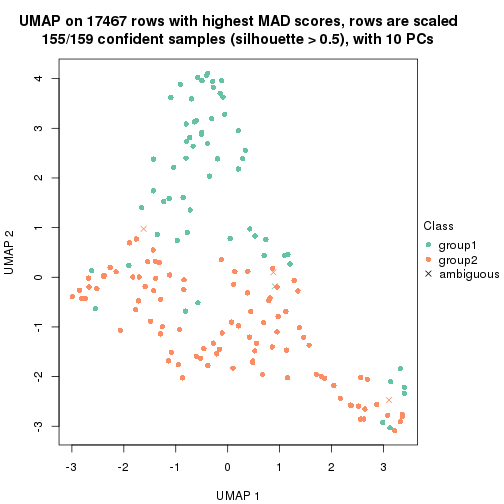 UMAP on 17467 rows with highest MAD scores, rows are scaled
155/159 confident samples (silhouette > 0.5), with 10 PCs
4
3
2
1
0
-1
-2
-3
UMAP 2
-3
-2
-1
0
1
2
3
UMAP 1
Class
group1
group2
ambiguous